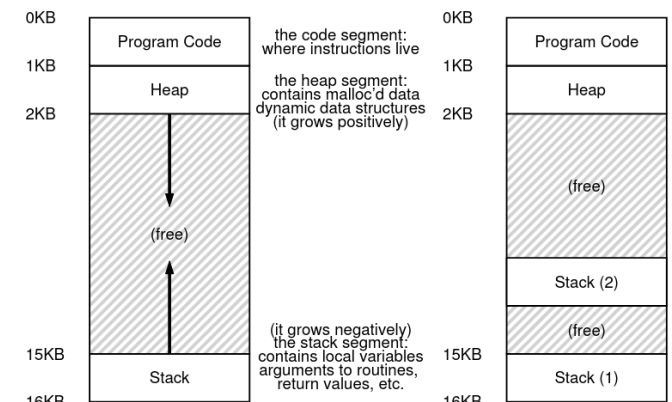 0KB
Program Code
the code segment:
where instructions live
1KB
Heap
the heap segment:
contains malloc'd data
dynamic data structures
(it grows positively)
2KB
(free)
(it grows negatively)
the stack segment:
contains local variables
arguments to routines,
return values, etc.
15KB
Stack
16KB
0KB
Program Code
1KB
Heap
2KB
(free)
Stack (2)
(free)
15KB
Stack (1)
16KB